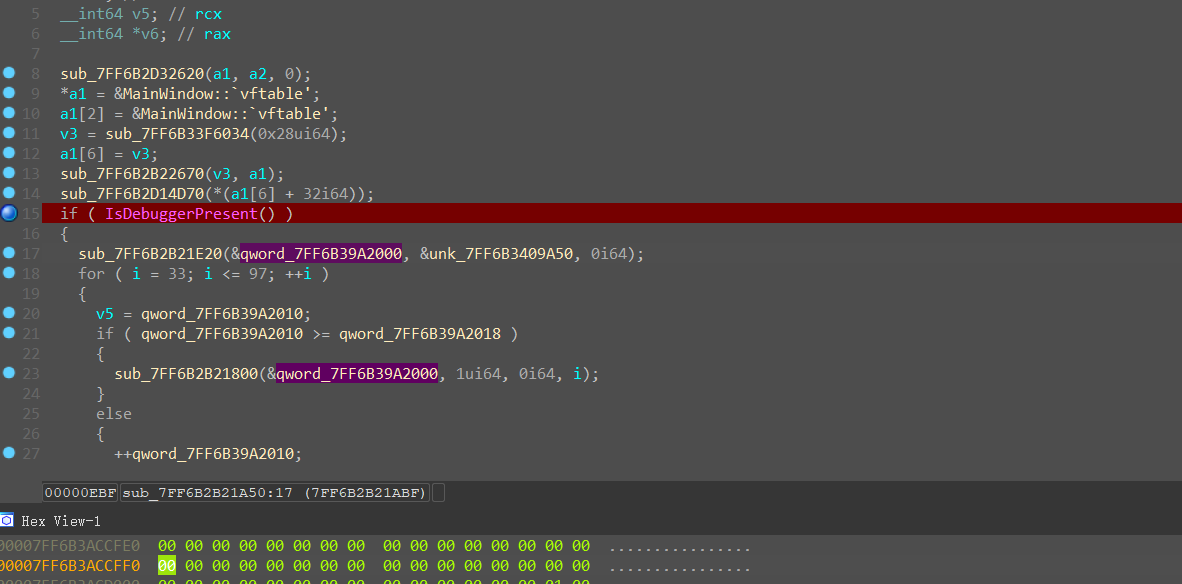 5 __int64 v5; // rcx
6 __int64 *v6; // rax
7
8 sub_7FF6B2D32620(a1, a2, 0);
9 *a1 = &MainWindow::`vftable';
10 a1[2] = &MainWindow::`vftable';
11 v3 = sub_7FF6B33F6034(0x28ui64);
12 a1[6] = v3;
13 sub_7FF6B2B22670(v3, a1);
14 sub_7FF6B2D14D70(*(a1[6] + 32i64));
15 if ( IsDebuggerPresent() )
16 {
17 sub_7FF6B2B21E20(&qword_7FF6B39A2000, &unk_7FF6B3409A50, 0i64);
18 for ( i = 33; i <= 97; ++i )
19 {
20 v5 = qword_7FF6B39A2010;
21 if ( qword_7FF6B39A2010 >= qword_7FF6B39A2018 )
22 {
23 sub_7FF6B2B21800(&qword_7FF6B39A2000, 1ui64, 0i64, i);
24 }
25 else
26 {
27 ++qword_7FF6B39A2010;
00000EBF sub_7FF6B2B21A50:17 (7FF6B2B21ABF)
Hex View-1
00007FF6B3ACCFE0 00 00 00 00 00 00 00 00 00 00 00 00 00 00 00 00 ................
00007FF6B3ACCFF0 00 00 00 00 00 00 00 00 00 00 00 00 00 00 00 00 ................